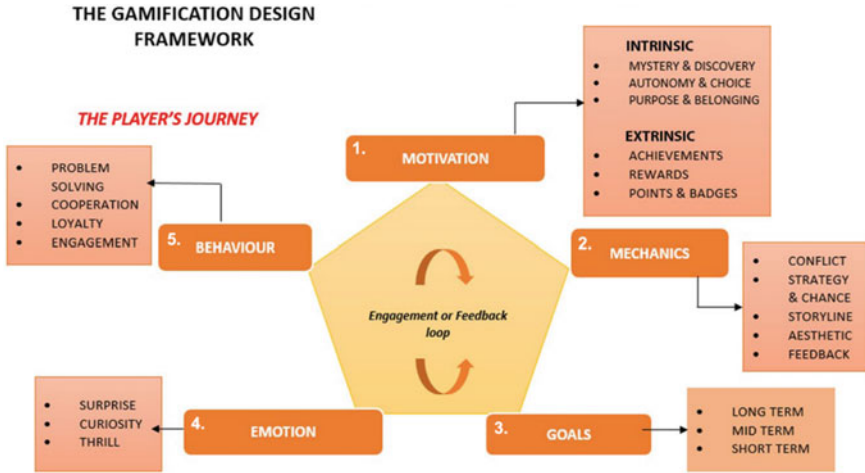 THE GAMIFICATION DESIGN
FRAMEWORK
THE PLAYER'S JOURNEY
1.
MOTIVATION
INTRINSIC
• MYSTERY & DISCOVERY
• AUTONOMY & CHOICE
• PURPOSE & BELONGING
EXTRINSIC
• ACHIEVEMENTS
• REWARDS
• POINTS & BADGES
2.
MECHANICS
• CONFLICT
• STRATEGY
& CHANCE
• STORYLINE
• AESTHETIC
• FEEDBACK
3.
GOALS
• LONG TERM
• MID TERM
• SHORT TERM
4.
EMOTION
• SURPRISE
• CURIOSITY
• THRILL
5.
BEHAVIOUR
• PROBLEM
SOLVING
• COOPERATION
• LOYALTY
• ENGAGEMENT
Engagement or Feedback
loop